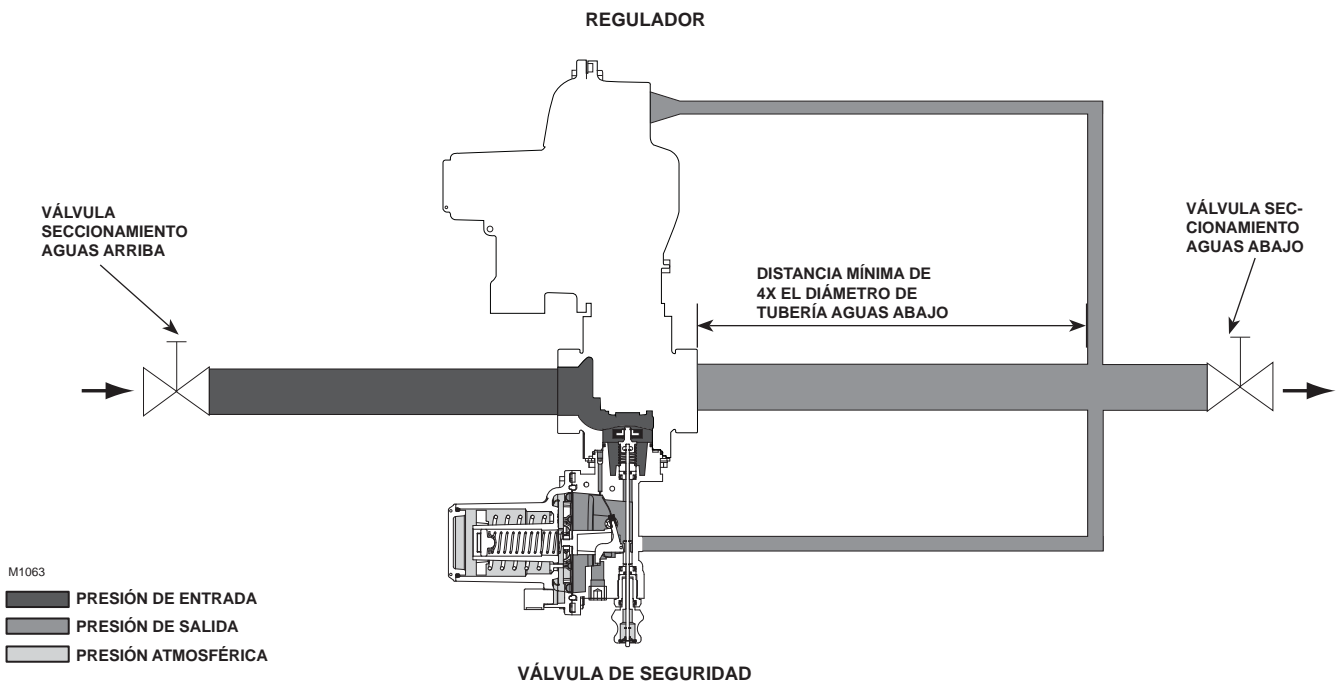 REGULADOR
VÁLVULA
SECCIONAMIENTO
AGUAS ARRIBA
VÁLVULA SEC-
CIONAMIENTO
AGUAS ABAJO
DISTANCIA MÍNIMA DE
4X EL DIÁMETRO DE
TUBERÍA AGUAS ABAJO
M1063
PRESIÓN DE ENTRADA
PRESIÓN DE SALIDA
PRESIÓN ATMOSFÉRICA
VÁLVULA DE SEGURIDAD